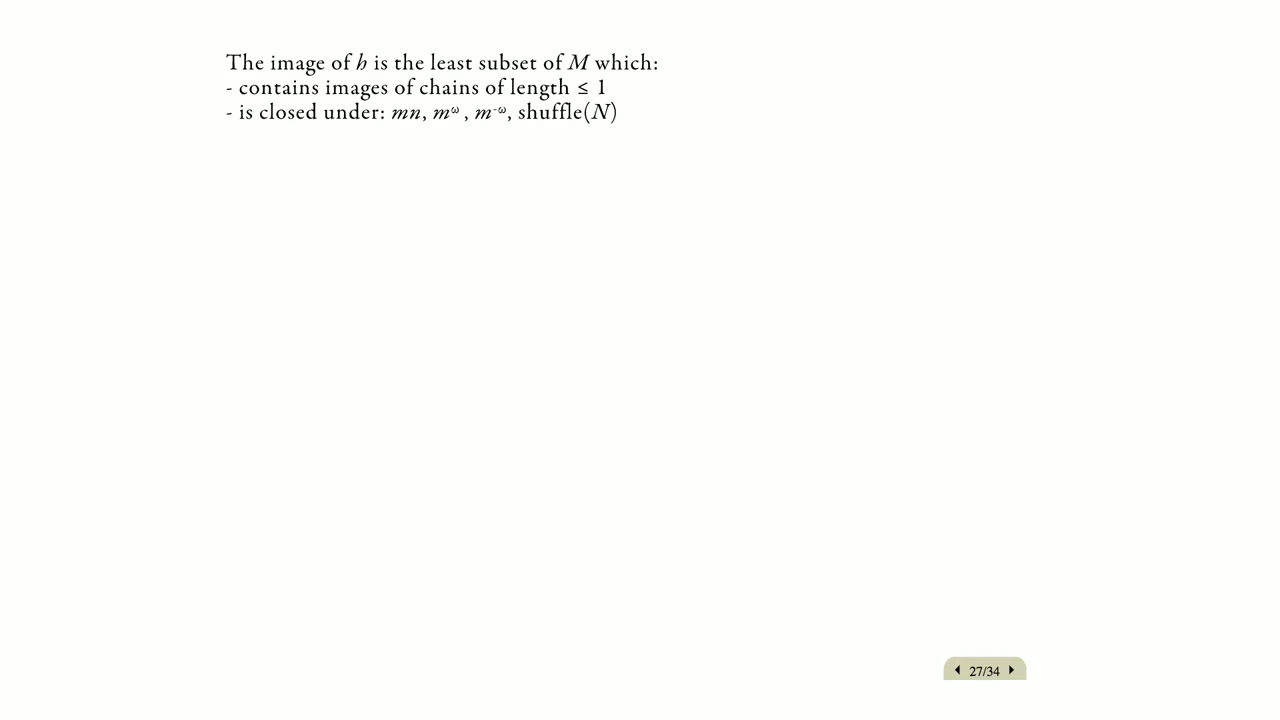 The image of h is the least subset of M which:
- contains images of chains of length ≤ 1
- is closed under: mn, m^ω , m^-ω, shuffle(N)
27/34